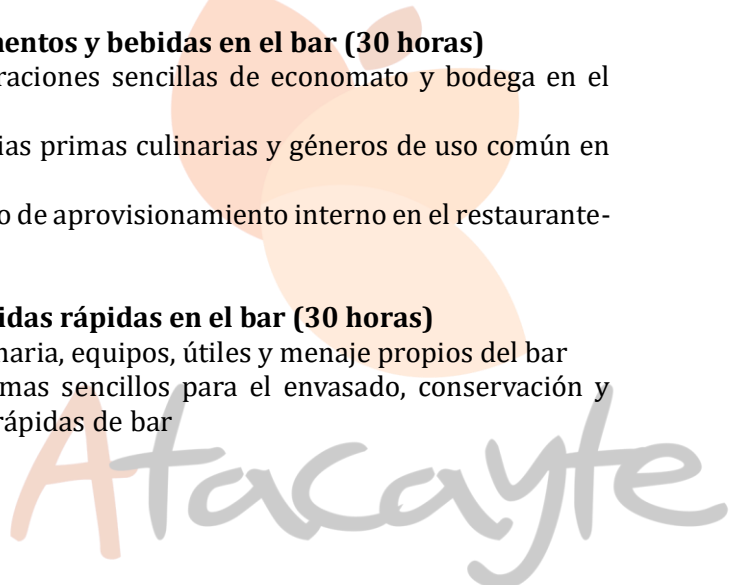 mentos y bebidas en el bar (30 horas)
raciones sencillas de economato y bodega en el
ias primas culinarias y géneros de uso común en
o de aprovisionamiento interno en el restaurante-
idas rápidas en el bar (30 horas)
naria, equipos, útiles y menaje propios del bar
mas sencillos para el envasado, conservación y
rápidas de bar
Atacayte